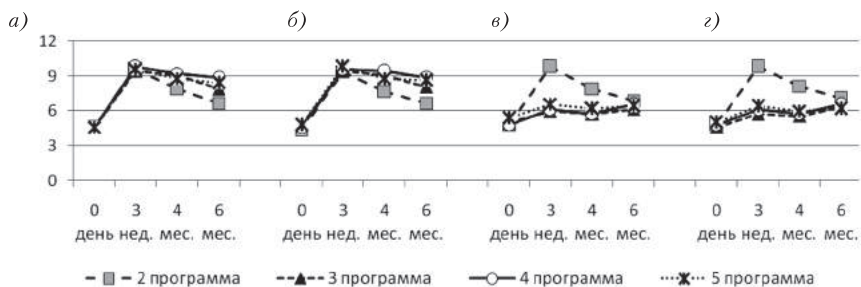 а) б) в) г)
12
9
6
3
0
0 3 4 6 0 3 4 6 0 3 4 6 0 3 4 6
день нед. мес. мес. день нед. мес. мес. день нед. мес. мес. день нед. мес. мес.
2 программа 3 программа 4 программа 5 программа